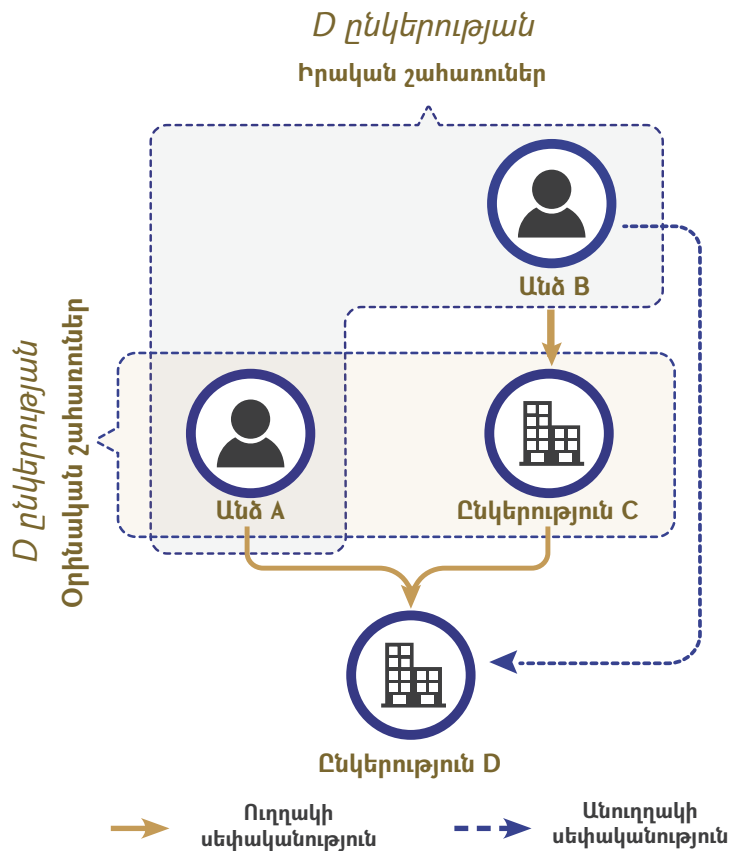 D ընկերության
Իրական շահառուներ
Անձ B
D ընկերության
Օրինական շահառուներ
Անձ A
Ընկերություն C
Ընկերություն D
Ուղղակի
սեփականություն
Անուղղակի
սեփականություն